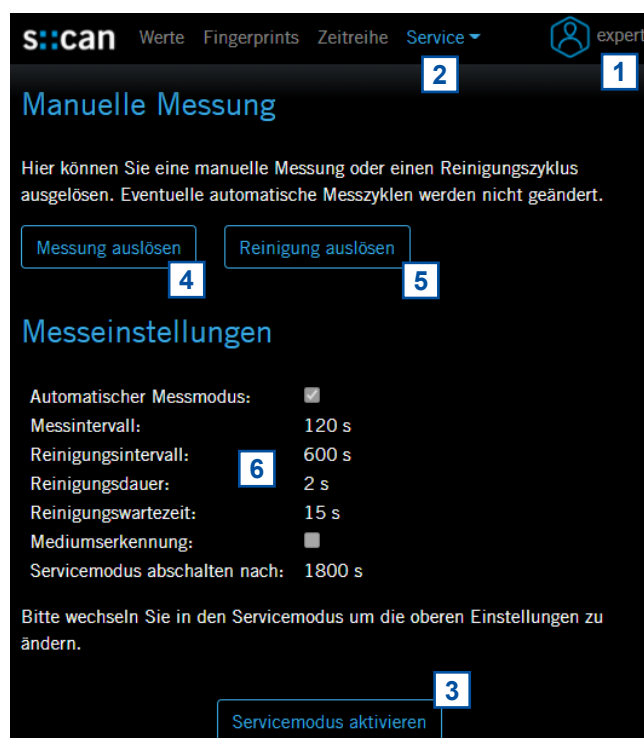 s::can Werte Fingerprints Zeitreihe Service expert
2 1
Manuelle Messung
Hier können Sie eine manuelle Messung oder einen Reinigungszyklus
ausgelösen. Eventuelle automatische Messzyklen werden nicht geändert.
Messung auslösen Reinigung auslösen
4 5
Messeinstellungen
Automatischer Messmodus:
Messintervall: 120 s
Reinigungsintervall: 600 s
6
Reinigungsdauer: 2 s
Reinigungswartezeit: 15 s
Mediumserkennung:
Servicemodus abschalten nach: 1800 s
Bitte wechseln Sie in den Servicemodus um die oberen Einstellungen zu
ändern.
3
Servicemodus aktivieren